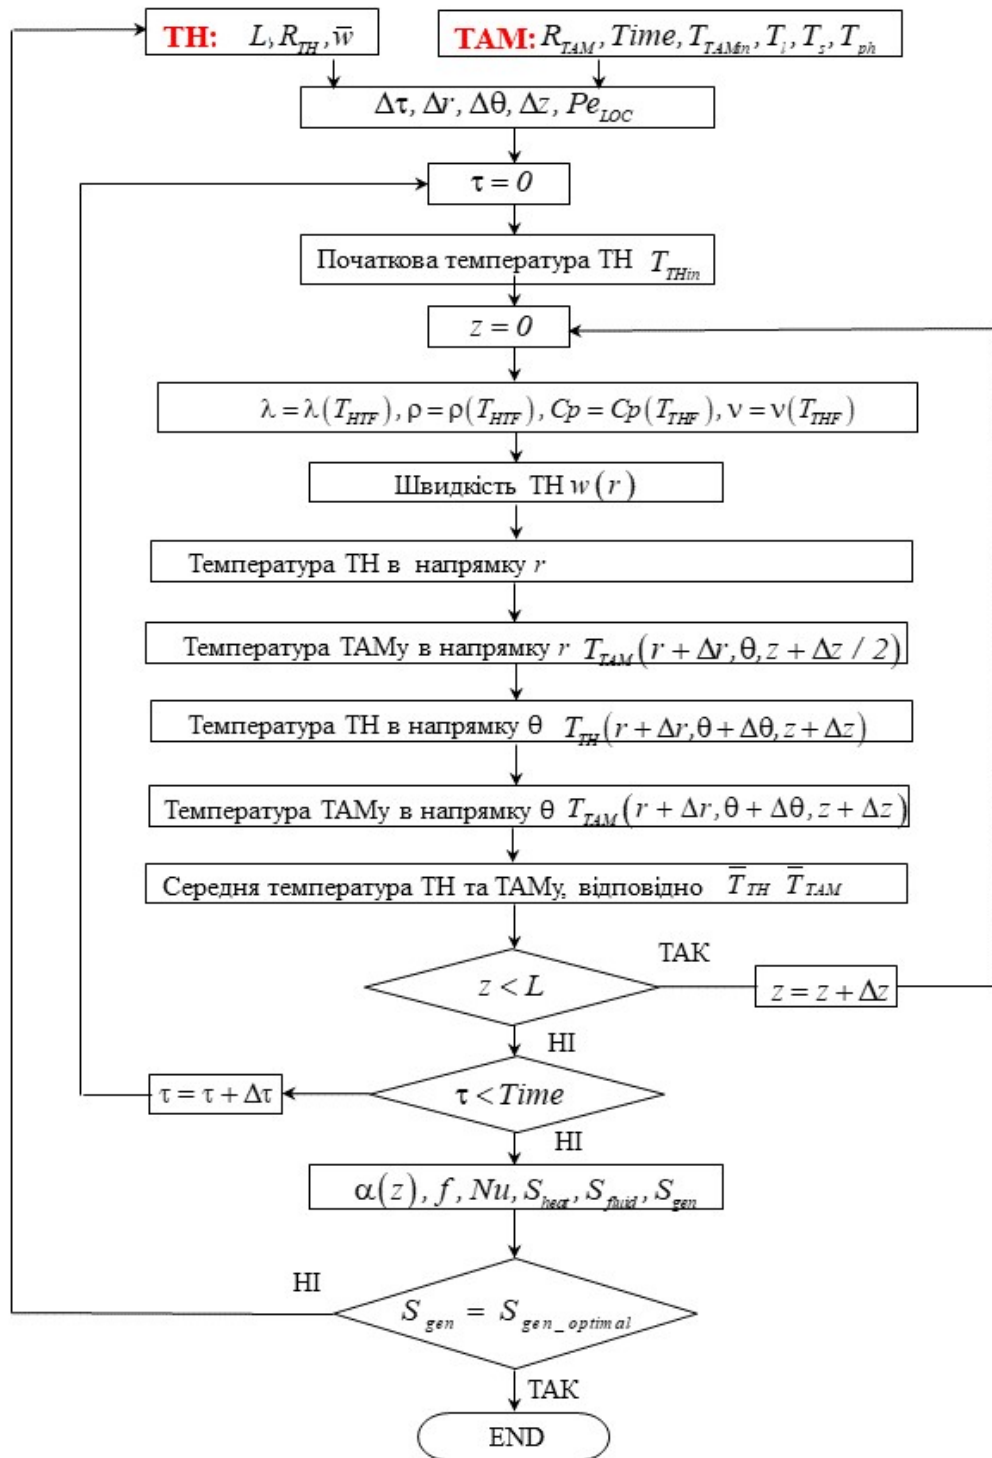 ТН: L, R_TH, w̅
ТАМ: R_TAM, Time, T_TAMin, T_l, T_s, T_ph
Δτ, Δr, Δθ, Δz, Pe_LOC
τ = 0
Початкова температура ТН T_THin
z = 0
λ = λ(T_HTF), ρ = ρ(T_HTF), Cp = Cp(T_THF), ν = ν(T_THF)
Швидкість ТН w(r)
Температура ТН в напрямку r
Температура ТАМу в напрямку r T_TAM(r + Δr, θ, z + Δz / 2)
Температура ТН в напрямку θ T_TH(r + Δr, θ + Δθ, z + Δz)
Температура ТАМу в напрямку θ T_TAM(r + Δr, θ + Δθ, z + Δz)
Середня температура ТН та ТАМу, відповідно T̅_TH T̅_TAM
ТАК
z < L
z = z + Δz
НІ
τ < Time
τ = τ + Δτ
НІ
α(z), f, Nu, S_heat, S_fluid, S_gen
НІ
S_gen = S_gen_optimal
ТАК
END